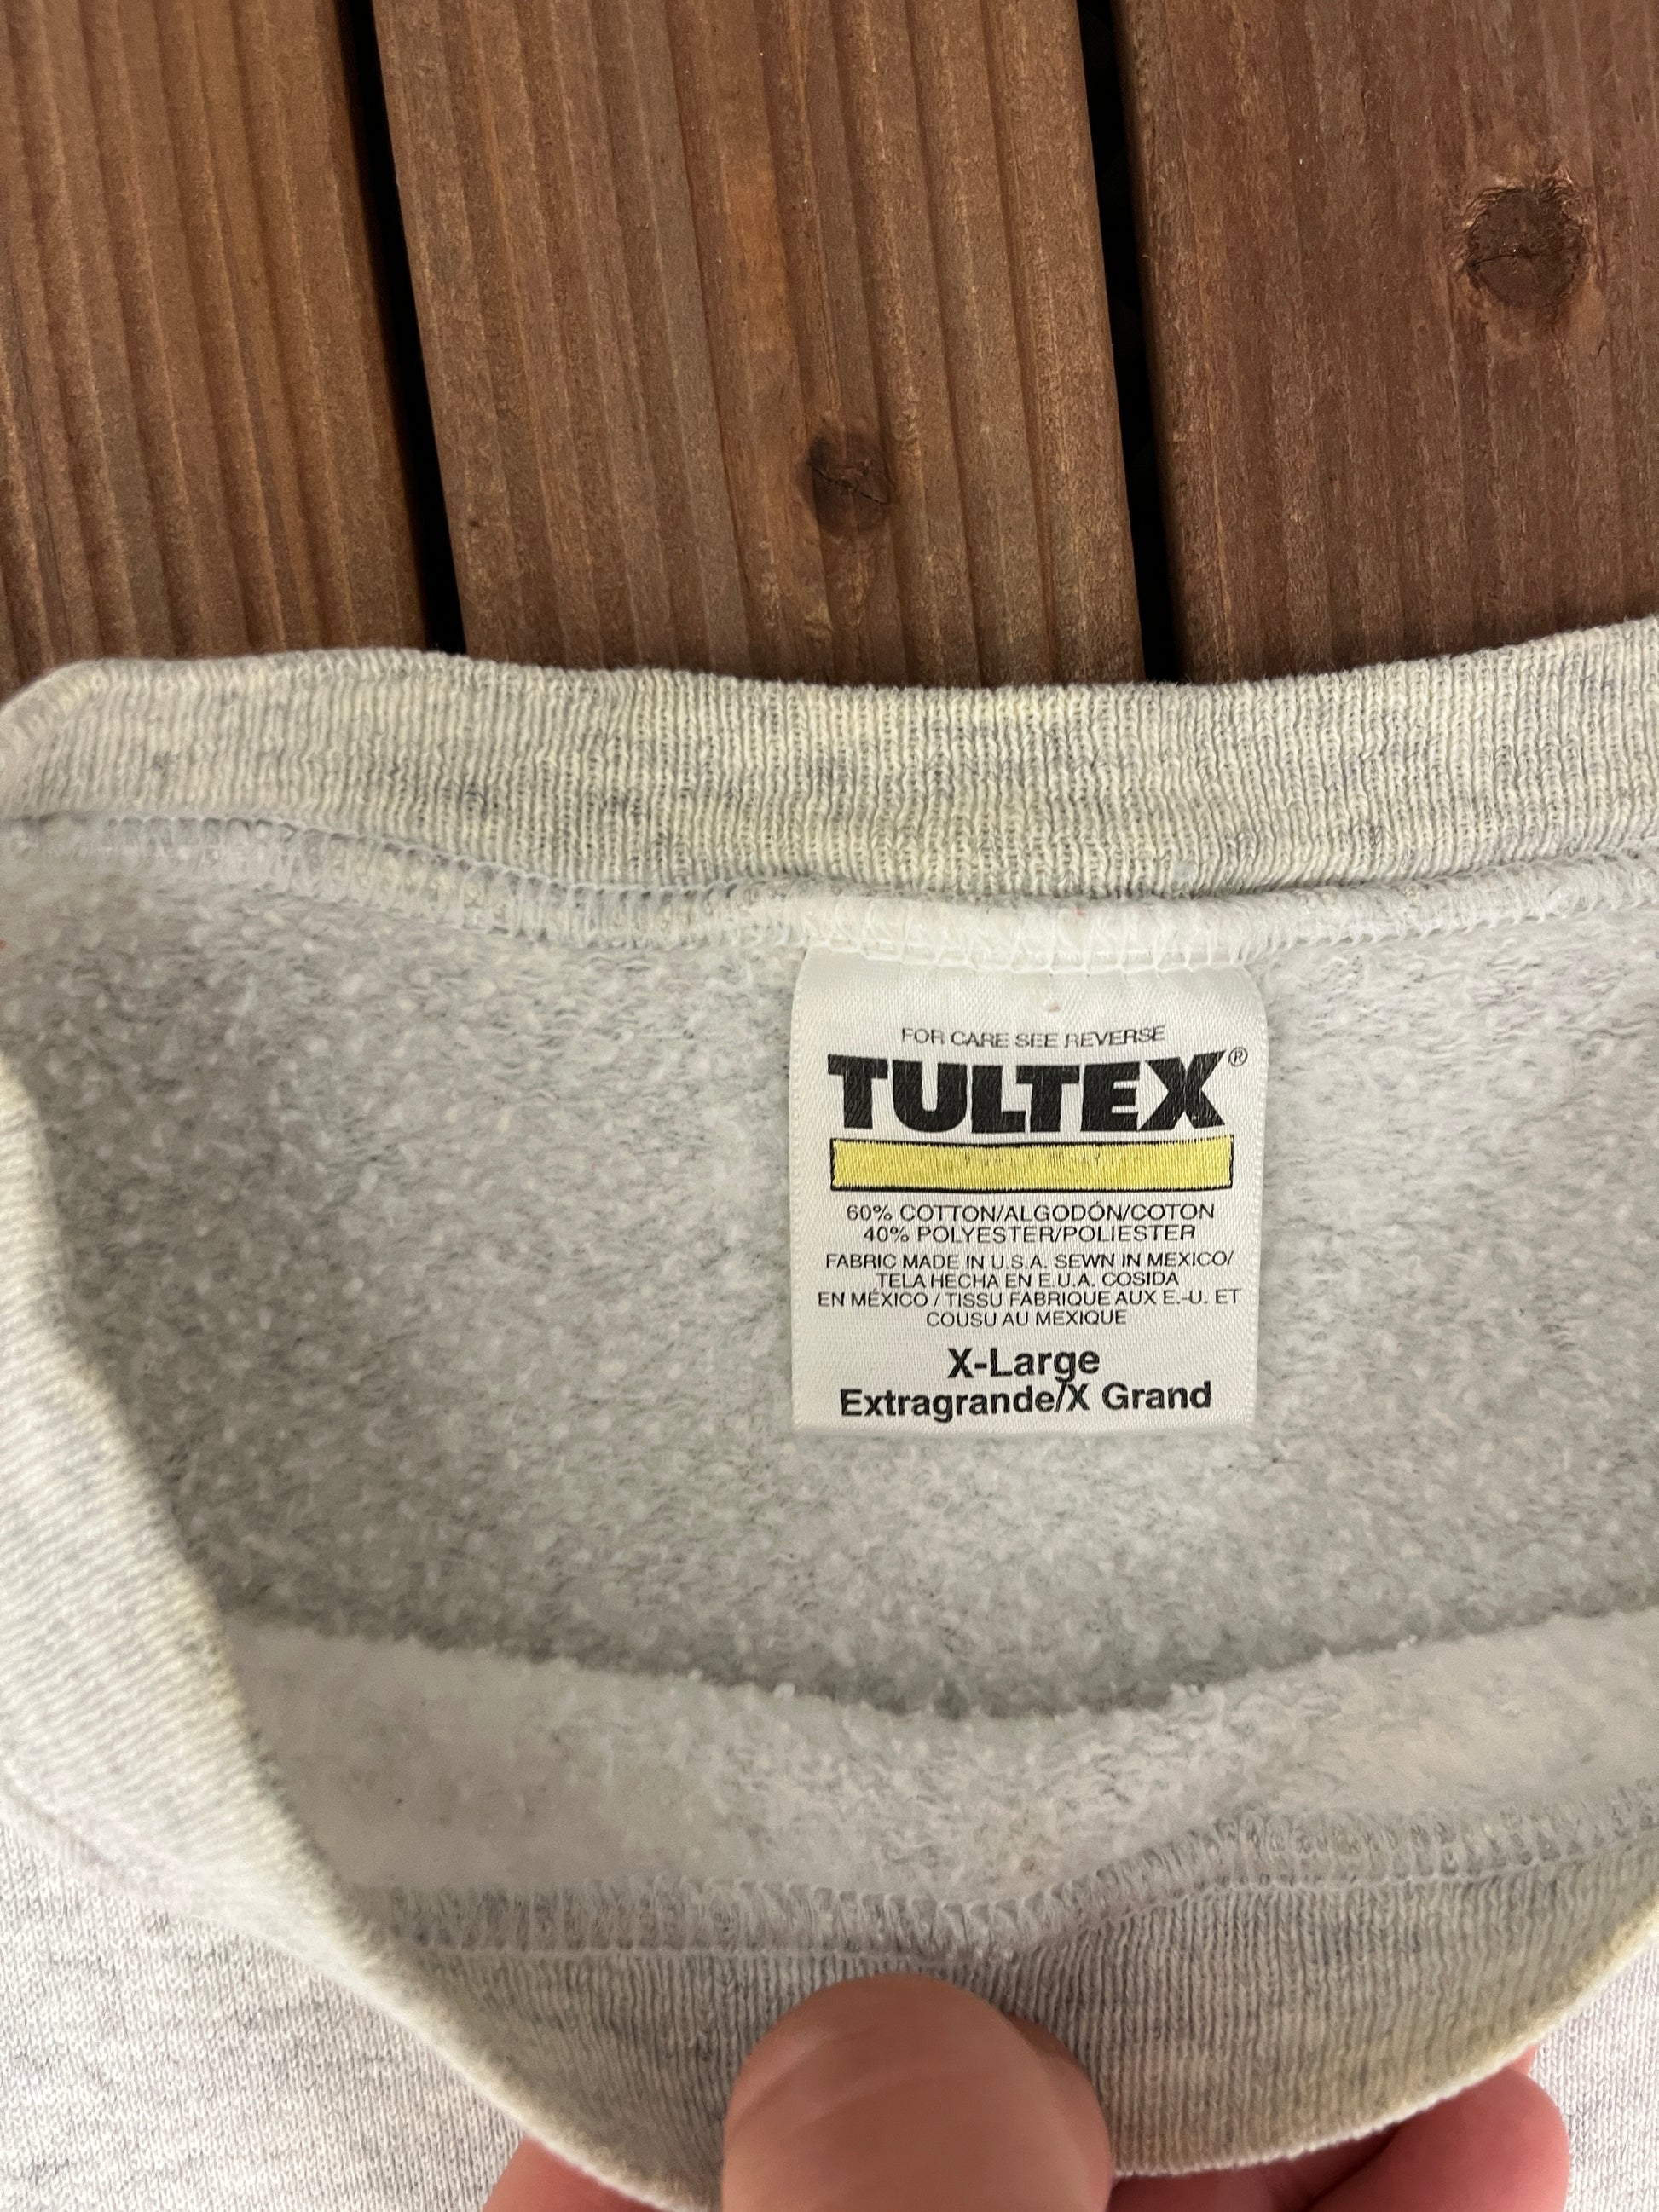 FOR CARE SEE REVERSE
TULTEX®
60% COTTON/ALGODÓN/COTON
40% POLYESTER/POLIESTER
FABRIC MADE IN U.S.A. SEWN IN MEXICO/
TELA HECHA EN E.U.A. COSIDA
EN MÉXICO / TISSU FABRIQUE AUX E.-U. ET
COUSU AU MEXIQUE
X-Large
Extragrande/X Grand